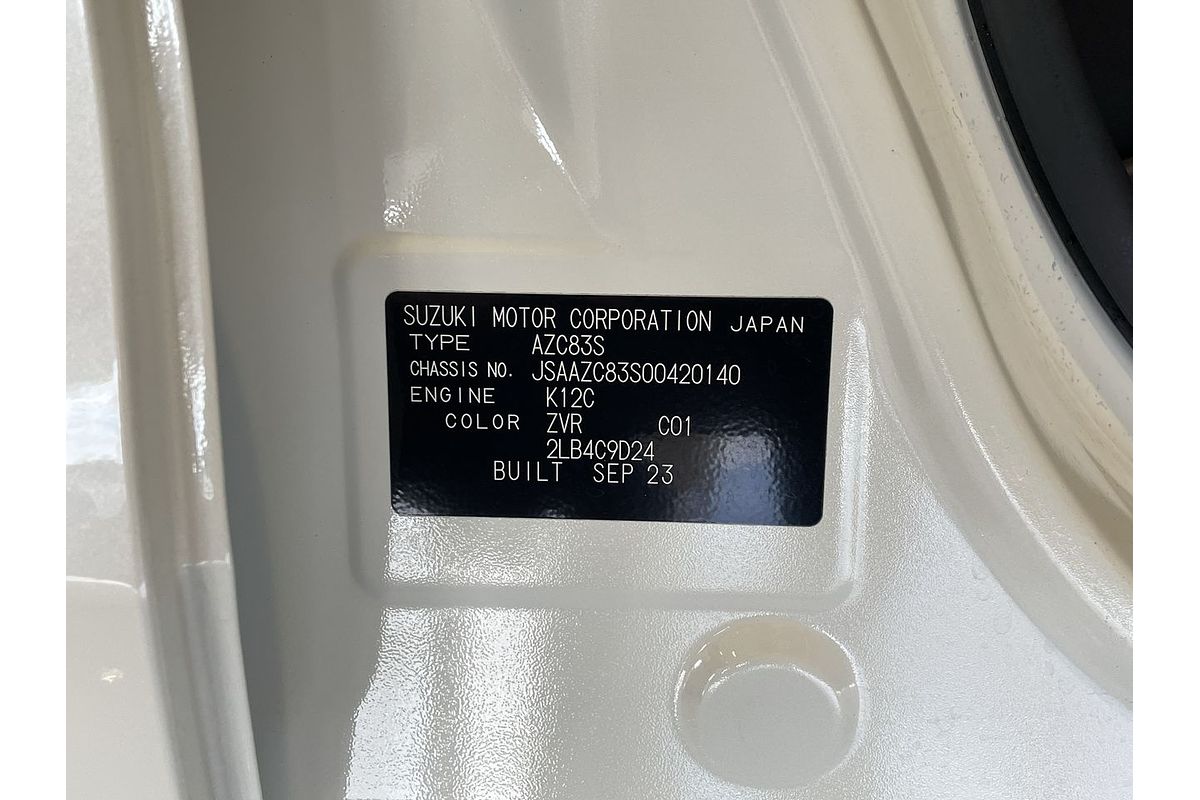 SUZUKI MOTOR CORPORATION JAPAN
TYPE AZC83S
CHASSIS NO. JSAAZC83S00420140
ENGINE K12C
COLOR ZVR C01
2LB4C9D24
BUILT SEP 23